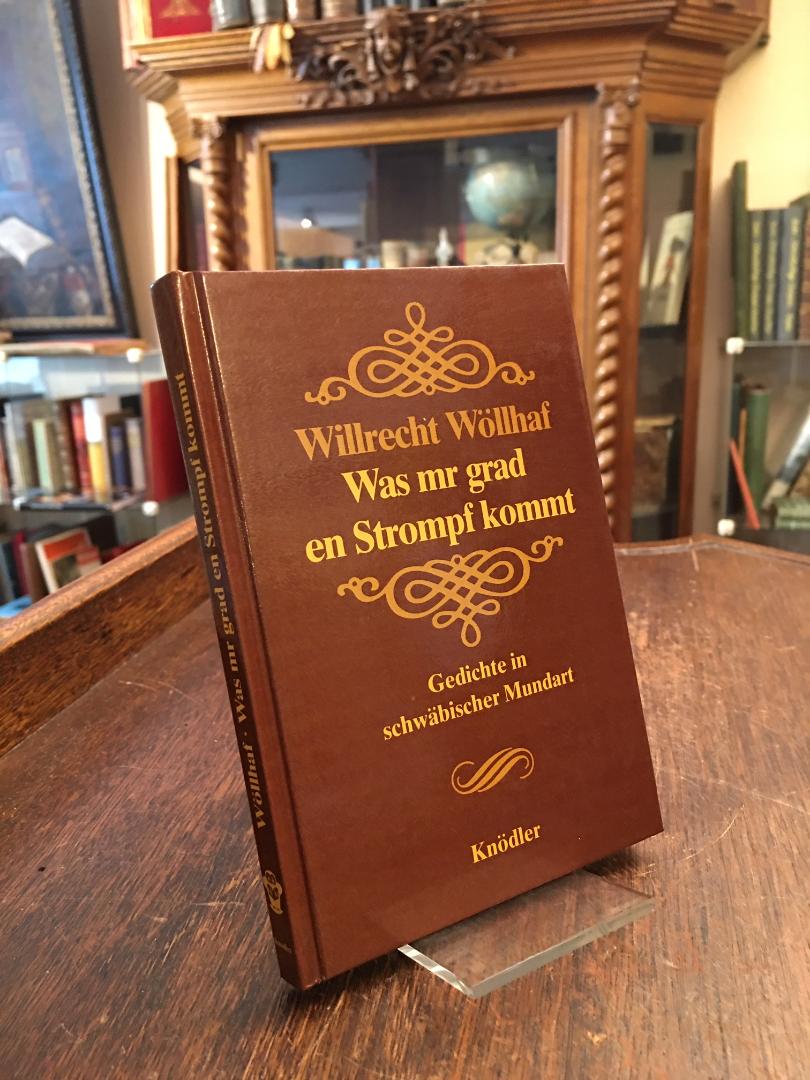 Willrecht Wöllhaf
Was mr grad
en Strompf kommt
Gedichte in
schwäbischer Mundart
Knödler
Wöllhaf · Was mr grad en Strompf kommt